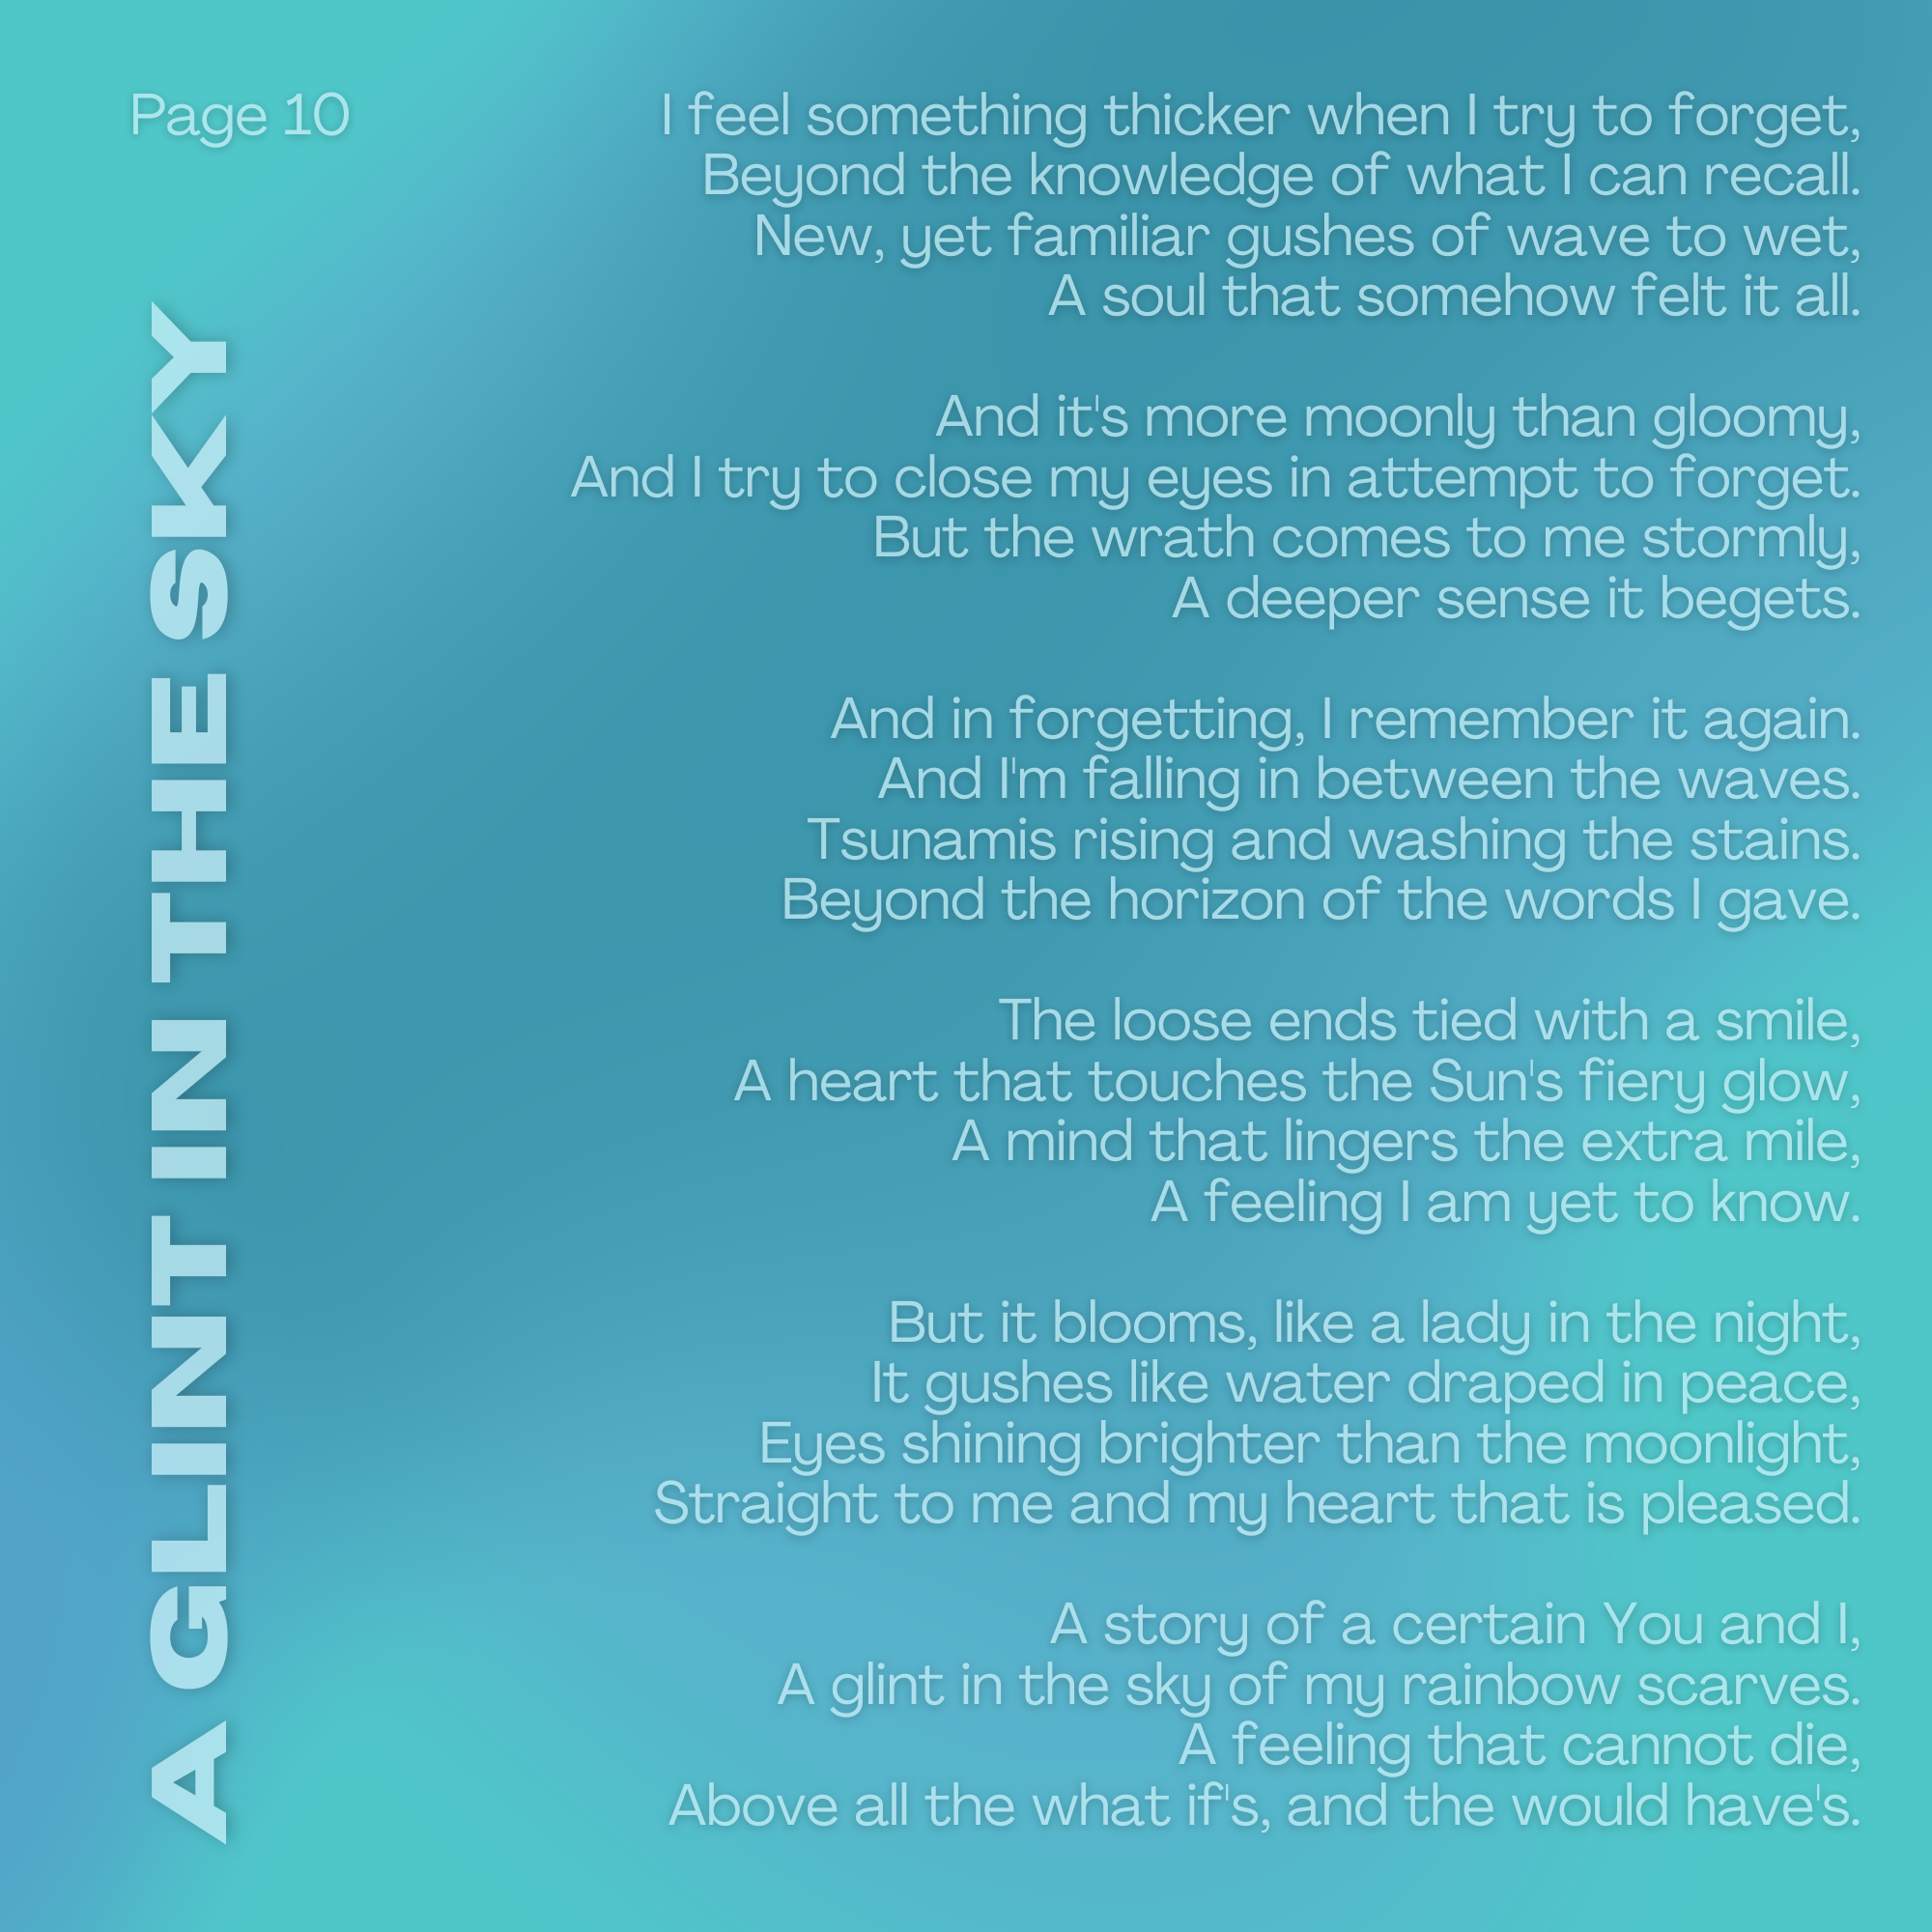 Page 10
A GLINT IN THE SKY
I feel something thicker when I try to forget,
Beyond the knowledge of what I can recall.
New, yet familiar gushes of wave to wet,
A soul that somehow felt it all.
And it's more moonly than gloomy,
And I try to close my eyes in attempt to forget.
But the wrath comes to me stormly,
A deeper sense it begets.
And in forgetting, I remember it again.
And I'm falling in between the waves.
Tsunamis rising and washing the stains.
Beyond the horizon of the words I gave.
The loose ends tied with a smile,
A heart that touches the Sun's fiery glow,
A mind that lingers the extra mile,
A feeling I am yet to know.
But it blooms, like a lady in the night,
It gushes like water draped in peace,
Eyes shining brighter than the moonlight,
Straight to me and my heart that is pleased.
A story of a certain You and I,
A glint in the sky of my rainbow scarves.
A feeling that cannot die,
Above all the what if's, and the would have's.